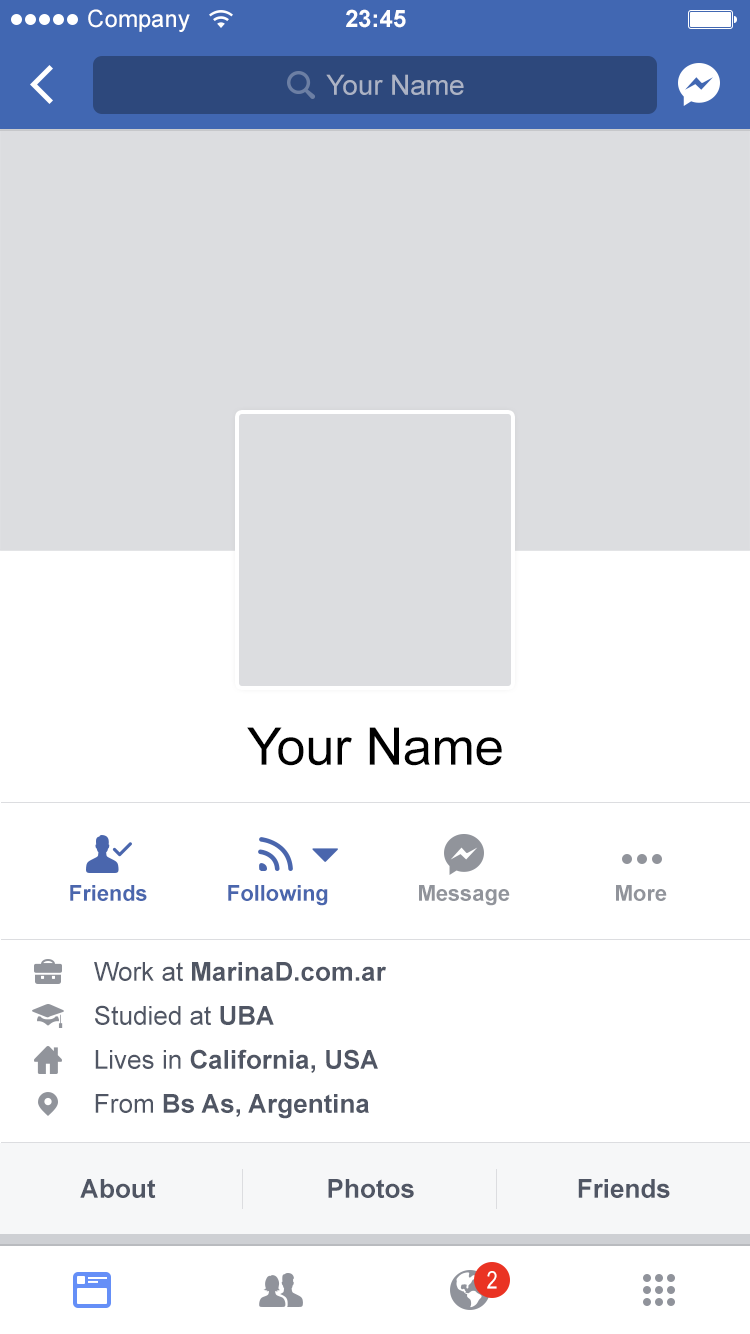 Company 23:45
Your Name
Your Name
Friends Following Message More
Work at MarinaD.com.ar
Studied at UBA
Lives in California, USA
From Bs As, Argentina
About Photos Friends
2